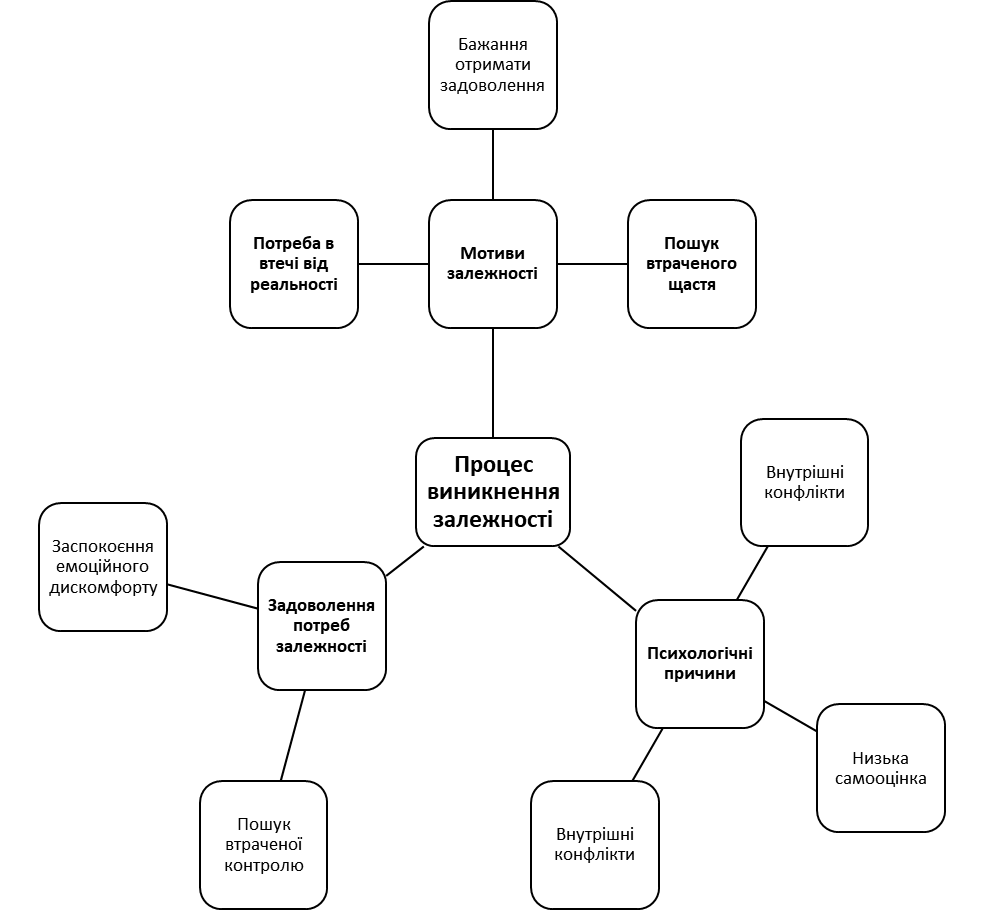 Бажання
отримати
задоволення
Потреба в
втечі від
реальності
Мотиви
залежності
Пошук
втраченого
щастя
Процес
виникнення
залежності
Внутрішні
конфлікти
Заспокоєння
емоційного
дискомфорту
Задоволення
потреб
залежності
Психологічні
причини
Низька
самооцінка
Пошук
втраченої
контролю
Внутрішні
конфлікти